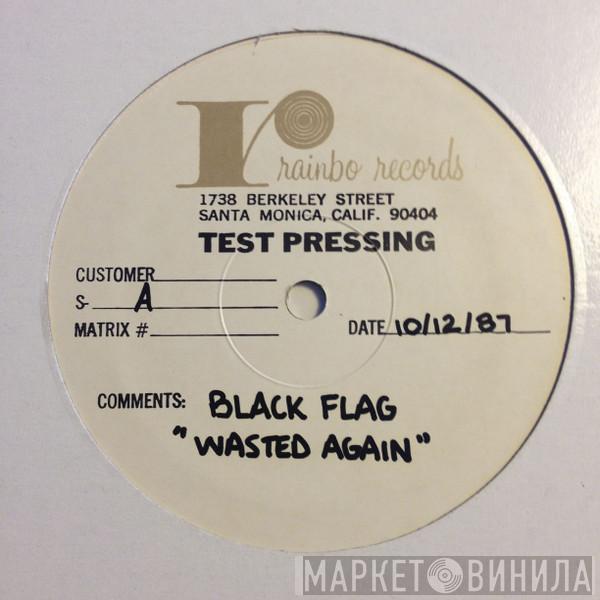 rainbo records
1738 BERKELEY STREET
SANTA MONICA, CALIF. 90404
TEST PRESSING
CUSTOMER
S- A
MATRIX #
DATE 10/12/87
COMMENTS: BLACK FLAG
"WASTED AGAIN"
МАРКЕТ ВИНИЛА